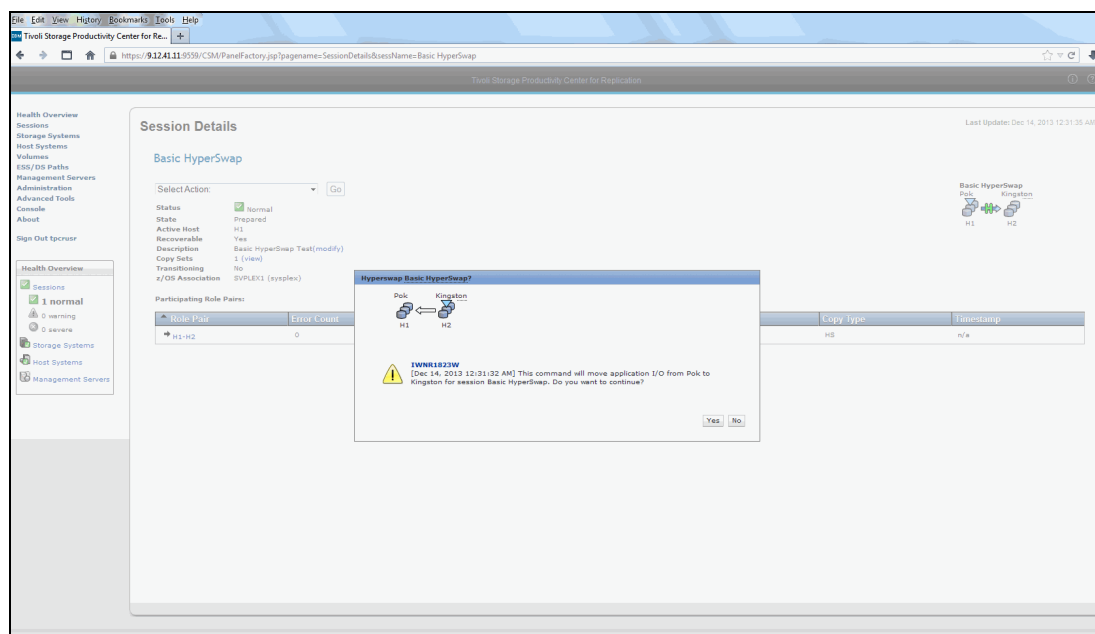 File Edit View History Bookmarks Tools Help
Tivoli Storage Productivity Center for Re... +
https://9.12.41.11:9559/CSM/PanelFactory.jsp?pagename=SessionDetails&sessName=Basic HyperSwap
Tivoli Storage Productivity Center for Replication
Health Overview
Sessions
Storage Systems
Host Systems
Volumes
ESS/DS Paths
Management Servers
Administration
Advanced Tools
Console
About
Sign Out tpcrusr
Health Overview
Sessions
1 normal
0 warning
0 severe
Storage Systems
Host Systems
Management Servers
Session Details
Last Update: Dec 14, 2013 12:31:35 AM
Basic HyperSwap
Select Action: Go
Status Normal
State Prepared
Active Host H1
Recoverable Yes
Description Basic HyperSwap Test(modify)
Copy Sets 1 (view)
Transitioning No
z/OS Association SVPLEX1 (sysplex)
Basic HyperSwap
Pok Kingston
H1 H2
Participating Role Pairs:
Role Pair Error Count Copy Type Timestamp
H1-H2 0 HS n/a
Hyperswap Basic HyperSwap?
Pok Kingston
H1 H2
IWNR1823W
[Dec 14, 2013 12:31:32 AM] This command will move application I/O from Pok to
Kingston for session Basic HyperSwap. Do you want to continue?
Yes No